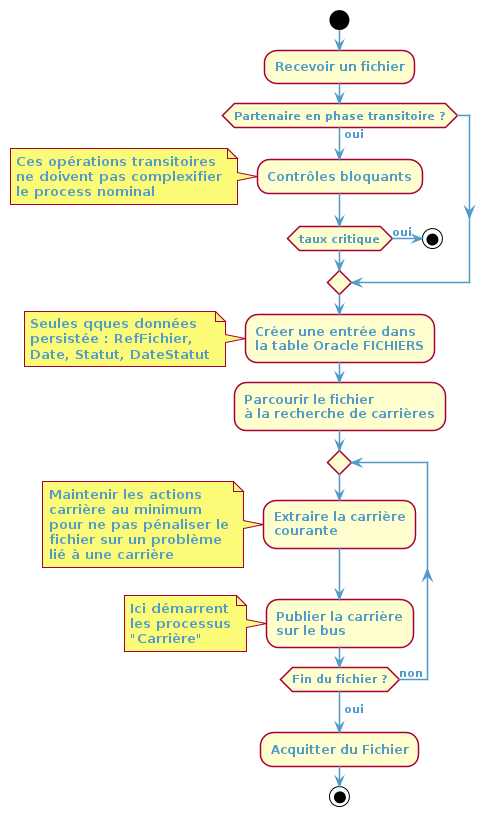 Recevoir un fichier
Partenaire en phase transitoire ?
oui
Ces opérations transitoires
ne doivent pas complexifier
le process nominal
Contrôles bloquants
taux critique
oui
Seules qques données
persistée : RefFichier,
Date, Statut, DateStatut
Créer une entrée dans
la table Oracle FICHIERS
Parcourir le fichier
à la recherche de carrières
Maintenir les actions
carrière au minimum
pour ne pas pénaliser le
fichier sur un problème
lié à une carrière
Extraire la carrière
courante
Ici démarrent
les processus
"Carrière"
Publier la carrière
sur le bus
Fin du fichier ?
non
oui
Acquitter du Fichier